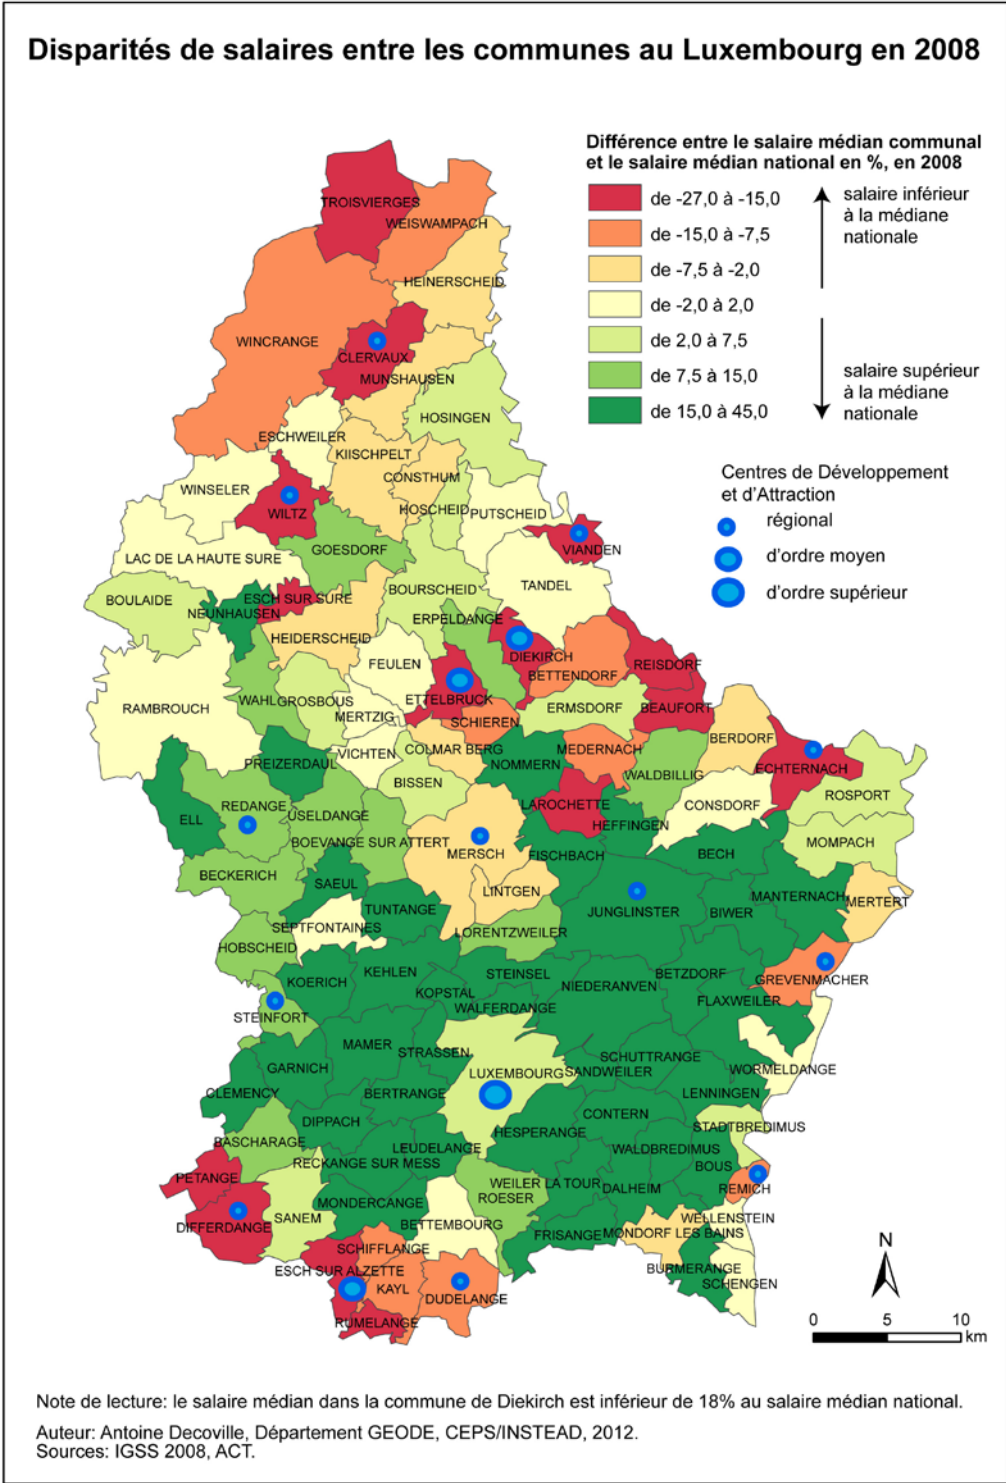 Disparités de salaires entre les communes au Luxembourg en 2008
Différence entre le salaire médian communal
et le salaire médian national en %, en 2008
de -27,0 à -15,0
de -15,0 à -7,5
de -7,5 à -2,0
de -2,0 à 2,0
de 2,0 à 7,5
de 7,5 à 15,0
de 15,0 à 45,0
salaire inférieur
à la médiane
nationale
salaire supérieur
à la médiane
nationale
Centres de Développement
et d'Attraction
régional
d'ordre moyen
d'ordre supérieur
TROISVIERGES
WEISWAMPACH
HEINERSCHEID
WINCRANGE
CLERVAUX
MUNSHAUSEN
HOSINGEN
ESCHWEILER
KIISCHPELT
CONSTHUM
WINSELER
WILTZ
HOSCHEID
PUTSCHEID
GOESDORF
VIANDEN
LAC DE LA HAUTE SURE
TANDEL
BOULAIDE
NEUNHAUSEN
ESCH SUR SURE
BOURSCHEID
ERPELDANGE
HEIDERSCHEID
FEULEN
DIEKIRCH
BETTENDORF
REISDORF
RAMBROUCH
WAHL
GROSBOUS
MERTZIG
ETTELBRUCK
SCHIEREN
ERMSDORF
BEAUFORT
VICHTEN
COLMAR BERG
NOMMERN
MEDERNACH
BERDORF
PREIZERDAUL
BISSEN
WALDBILLIG
ECHTERNACH
ROSPORT
ELL
REDANGE
USELDANGE
LAROCHETTE
HEFFINGEN
CONSDORF
BOEVANGE SUR ATTERT
MERSCH
FISCHBACH
BECH
MOMPACH
BECKERICH
SAEUL
LINTGEN
TUNTANGE
JUNGLINSTER
BIWER
MANTERNACH
MERTERT
SEPTFONTAINES
HOBSCHEID
LORENTZWEILER
KOERICH
KEHLEN
STEINSEL
BETZDORF
GREVENMACHER
KOPSTAL
NIEDERANVEN
FLAXWEILER
STEINFORT
WALFERDANGE
MAMER
STRASSEN
GARNICH
LUXEMBOURG
SANDWEILER
SCHUTTRANGE
WORMELDANGE
CLEMENCY
BERTRANGE
LENNINGEN
DIPPACH
CONTERN
HESPERANGE
STADTBREDIMUS
BASCHARAGE
LEUDELANGE
WALDBREDIMUS
RECKANGE SUR MESS
BOUS
PETANGE
WEILER LA TOUR
ROESER
DALHEIM
REMICH
MONDERCANGE
DIFFERDANGE
SANEM
BETTEMBOURG
FRISANGE
MONDORF LES BAINS
WELLENSTEIN
SCHIFFLANGE
ESCH SUR ALZETTE
KAYL
DUDELANGE
BURMERANGE
SCHENGEN
RUMELANGE
N
0 5 10
km
Note de lecture: le salaire médian dans la commune de Diekirch est inférieur de 18% au salaire médian national.
Auteur: Antoine Decoville, Département GEODE, CEPS/INSTEAD, 2012.
Sources: IGSS 2008, ACT.